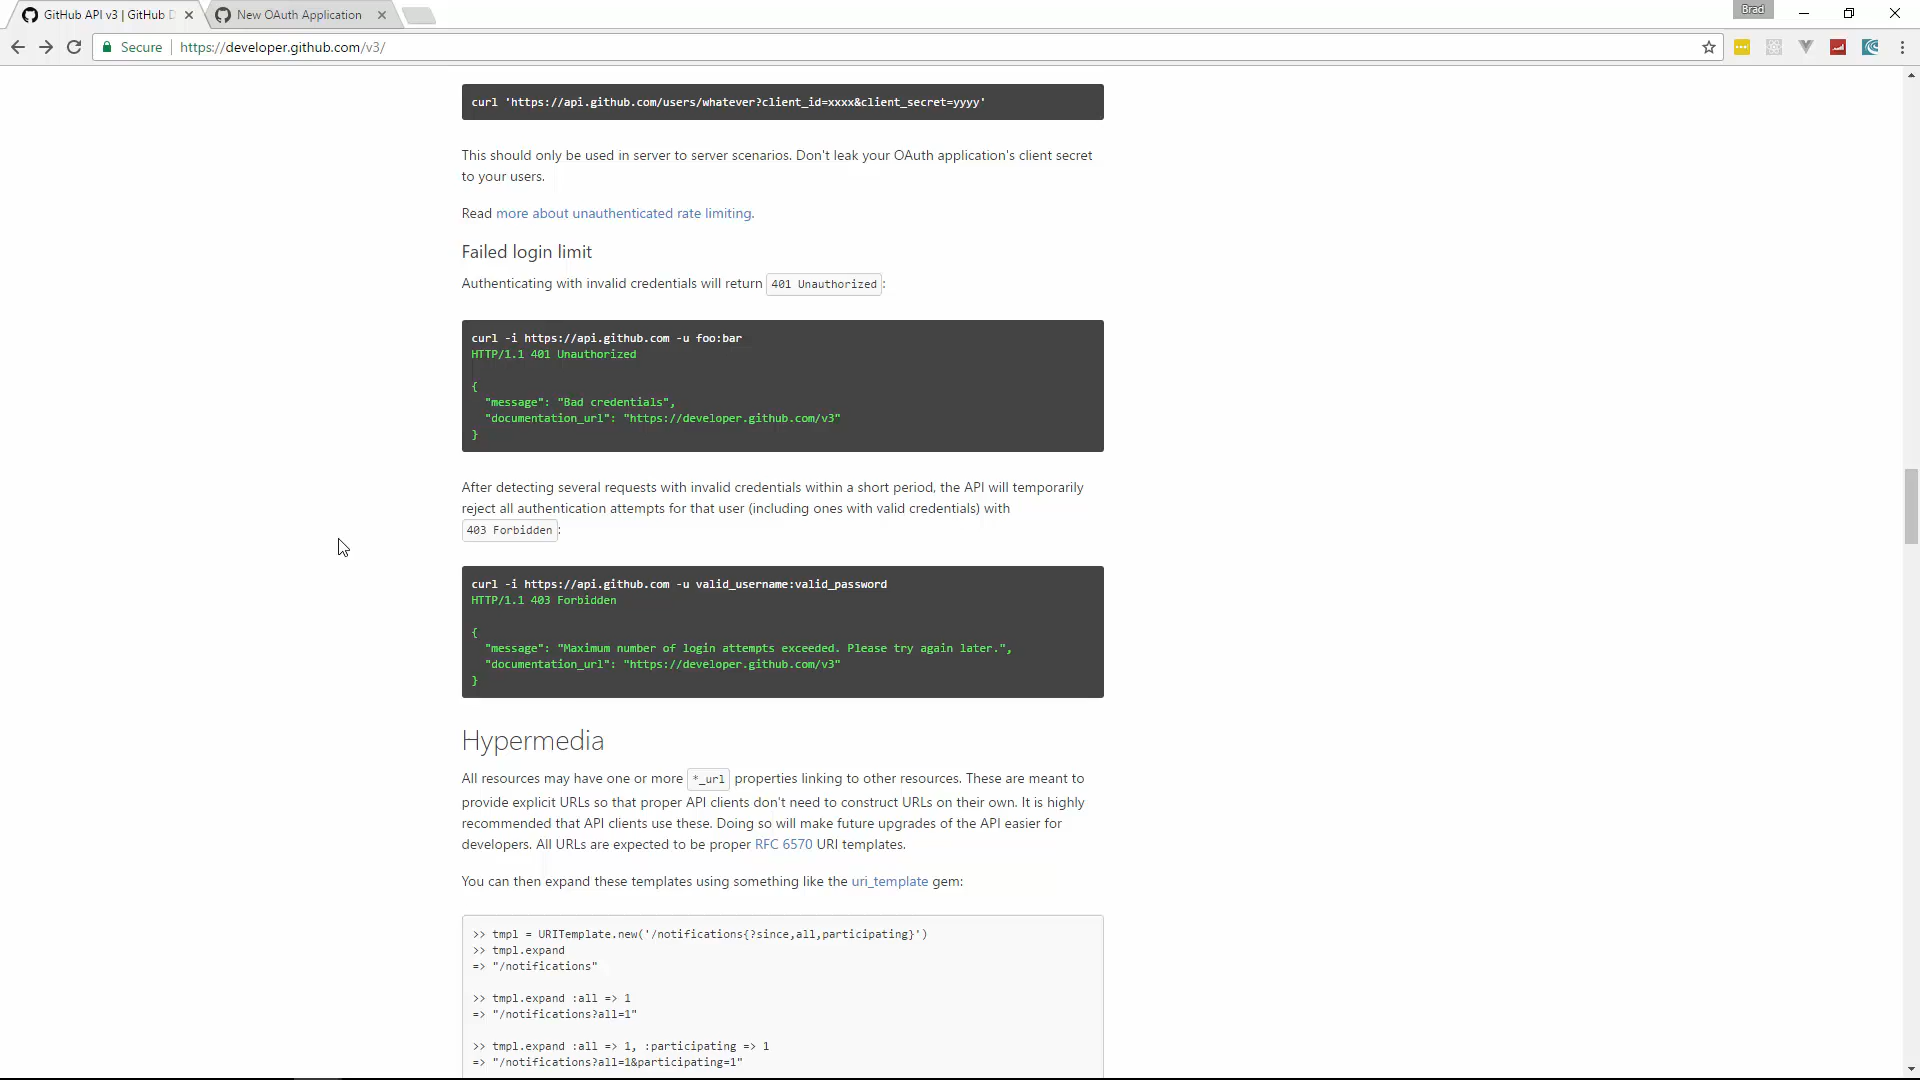 GitHub API v3 | GitHub D
New OAuth Application
Brad
Secure
https://developer.github.com/v3/
curl 'https://api.github.com/users/whatever?client_id=xxxx&client_secret=yyyy'
This should only be used in server to server scenarios. Don't leak your OAuth application's client secret
to your users.
Read more about unauthenticated rate limiting.
Failed login limit
Authenticating with invalid credentials will return 401 Unauthorized:
curl -i https://api.github.com -u foo:bar
HTTP/1.1 401 Unauthorized
{
"message": "Bad credentials",
"documentation_url": "https://developer.github.com/v3"
}
After detecting several requests with invalid credentials within a short period, the API will temporarily
reject all authentication attempts for that user (including ones with valid credentials) with
403 Forbidden:
curl -i https://api.github.com -u valid_username:valid_password
HTTP/1.1 403 Forbidden
{
"message": "Maximum number of login attempts exceeded. Please try again later.",
"documentation_url": "https://developer.github.com/v3"
}
Hypermedia
All resources may have one or more *_url properties linking to other resources. These are meant to
provide explicit URLs so that proper API clients don't need to construct URLs on their own. It is highly
recommended that API clients use these. Doing so will make future upgrades of the API easier for
developers. All URLs are expected to be proper RFC 6570 URI templates.
You can then expand these templates using something like the uri_template gem:
>> tmpl = URITemplate.new('/notifications{?since,all,participating}')
>> tmpl.expand
=> "/notifications"
>> tmpl.expand :all => 1
=> "/notifications?all=1"
>> tmpl.expand :all => 1, :participating => 1
=> "/notifications?all=1&participating=1"